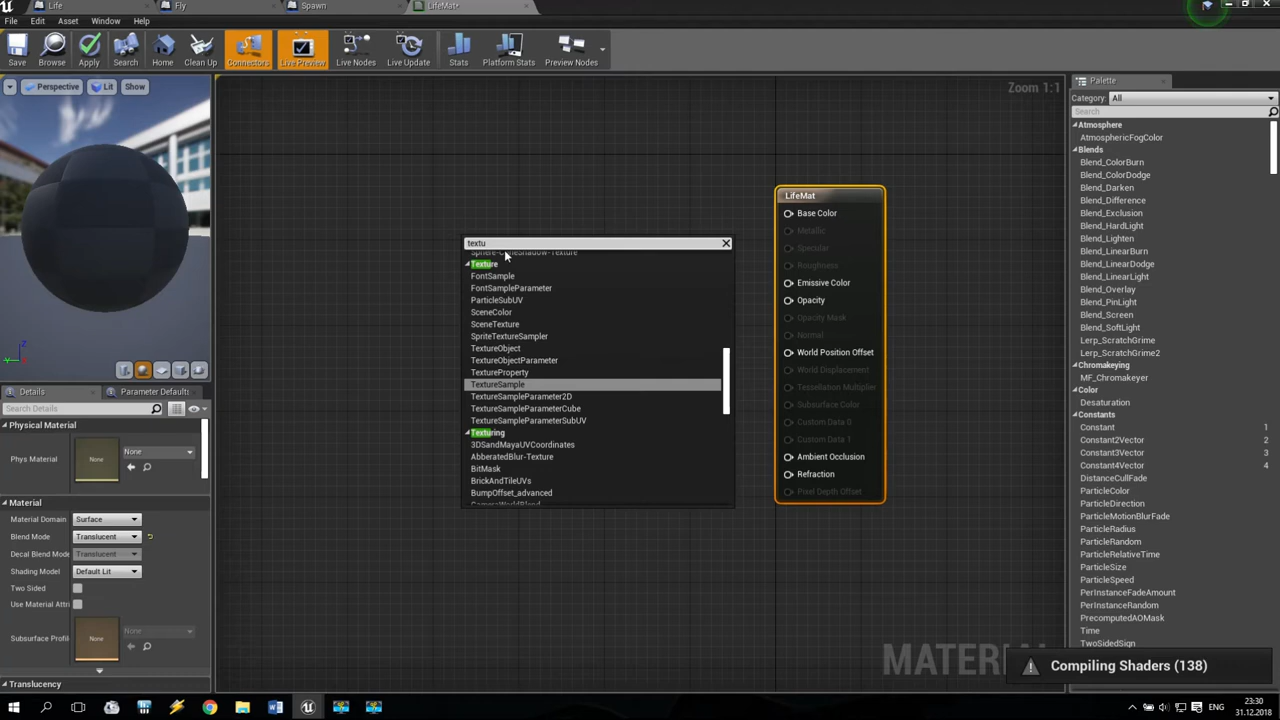 Life
Fly
Spawn
LifeMat*
File
Edit
Asset
Window
Help
Save
Browse
Apply
Search
Home
Clean Up
Connectors
Live Preview
Live Nodes
Live Update
Stats
Platform Stats
Preview Nodes
Perspective
Lit
Show
Zoom 1:1
Details
Parameter Defaults
Search Details
Physical Material
Phys Material
None
None
Material
Material Domain
Surface
Blend Mode
Translucent
Decal Blend Mode
Translucent
Shading Model
Default Lit
Two Sided
Use Material Attri
Subsurface Profil
None
None
Translucency
textu
Sphere-ConeShadow-Texture
Texture
FontSample
FontSampleParameter
ParticleSubUV
SceneColor
SceneTexture
SpriteTextureSampler
TextureObject
TextureObjectParameter
TextureProperty
TextureSample
TextureSampleParameter2D
TextureSampleParameterCube
TextureSampleParameterSubUV
Texturing
3DSandMayaUVCoordinates
AbberatedBlur-Texture
BitMask
BrickAndTileUVs
BumpOffset_advanced
CameraWorldBlend
LifeMat
Base Color
Metallic
Specular
Roughness
Emissive Color
Opacity
Opacity Mask
Normal
World Position Offset
World Displacement
Tessellation Multiplier
Subsurface Color
Custom Data 0
Custom Data 1
Ambient Occlusion
Refraction
Pixel Depth Offset
MATERI
Palette
Category:
All
Search
Atmosphere
AtmosphericFogColor
Blends
Blend_ColorBurn
Blend_ColorDodge
Blend_Darken
Blend_Difference
Blend_Exclusion
Blend_HardLight
Blend_Lighten
Blend_LinearBurn
Blend_LinearDodge
Blend_LinearLight
Blend_Overlay
Blend_PinLight
Blend_Screen
Blend_SoftLight
Lerp_ScratchGrime
Lerp_ScratchGrime2
Chromakeying
MF_Chromakeyer
Color
Desaturation
Constants
Constant 1
Constant2Vector 2
Constant3Vector 3
Constant4Vector 4
DistanceCullFade
ParticleColor
ParticleDirection
ParticleMotionBlurFade
ParticleRadius
ParticleRandom
ParticleRelativeTime
ParticleSize
ParticleSpeed
PerInstanceFadeAmount
PerInstanceRandom
PrecomputedAOMask
Time
TwoSidedSign
Compiling Shaders (138)
ENG
23:30
31.12.2018